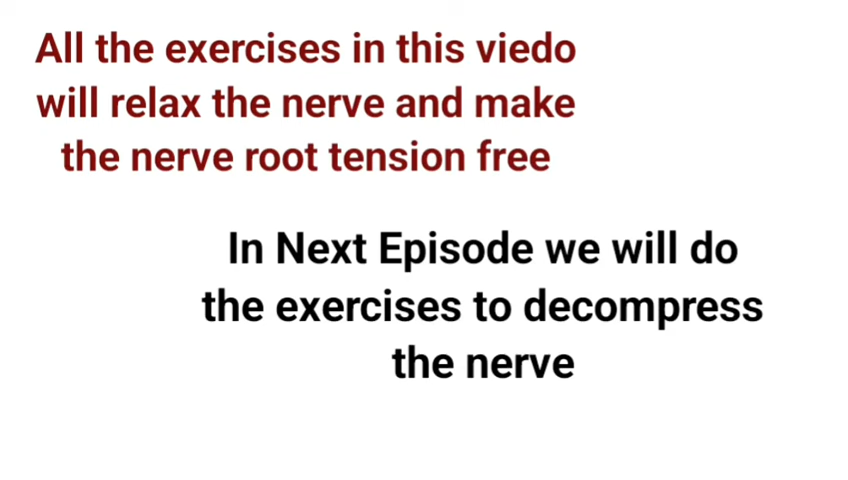 All the exercises in this viedo
will relax the nerve and make
the nerve root tension free
In Next Episode we will do
the exercises to decompress
the nerve